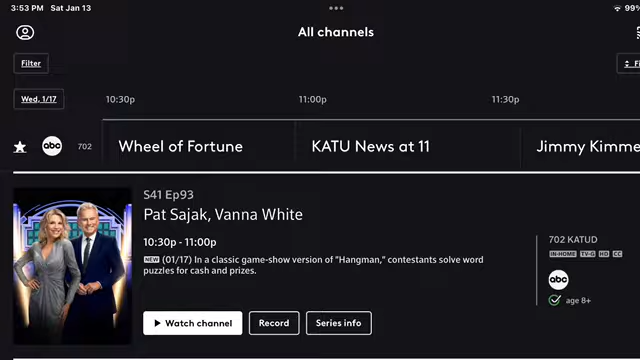 3:53 PM Sat Jan 13
99%
All channels
Filter
Wed, 1/17
10:30p 11:00p 11:30p
abc 702 Wheel of Fortune KATU News at 11 Jimmy Kimme
S41 Ep93
Pat Sajak, Vanna White
10:30p - 11:00p
NEW (01/17) In a classic game-show version of "Hangman," contestants solve word
puzzles for cash and prizes.
Watch channel Record Series info
702 KATUD
IN-HOME TV-G HD CC
abc
age 8+